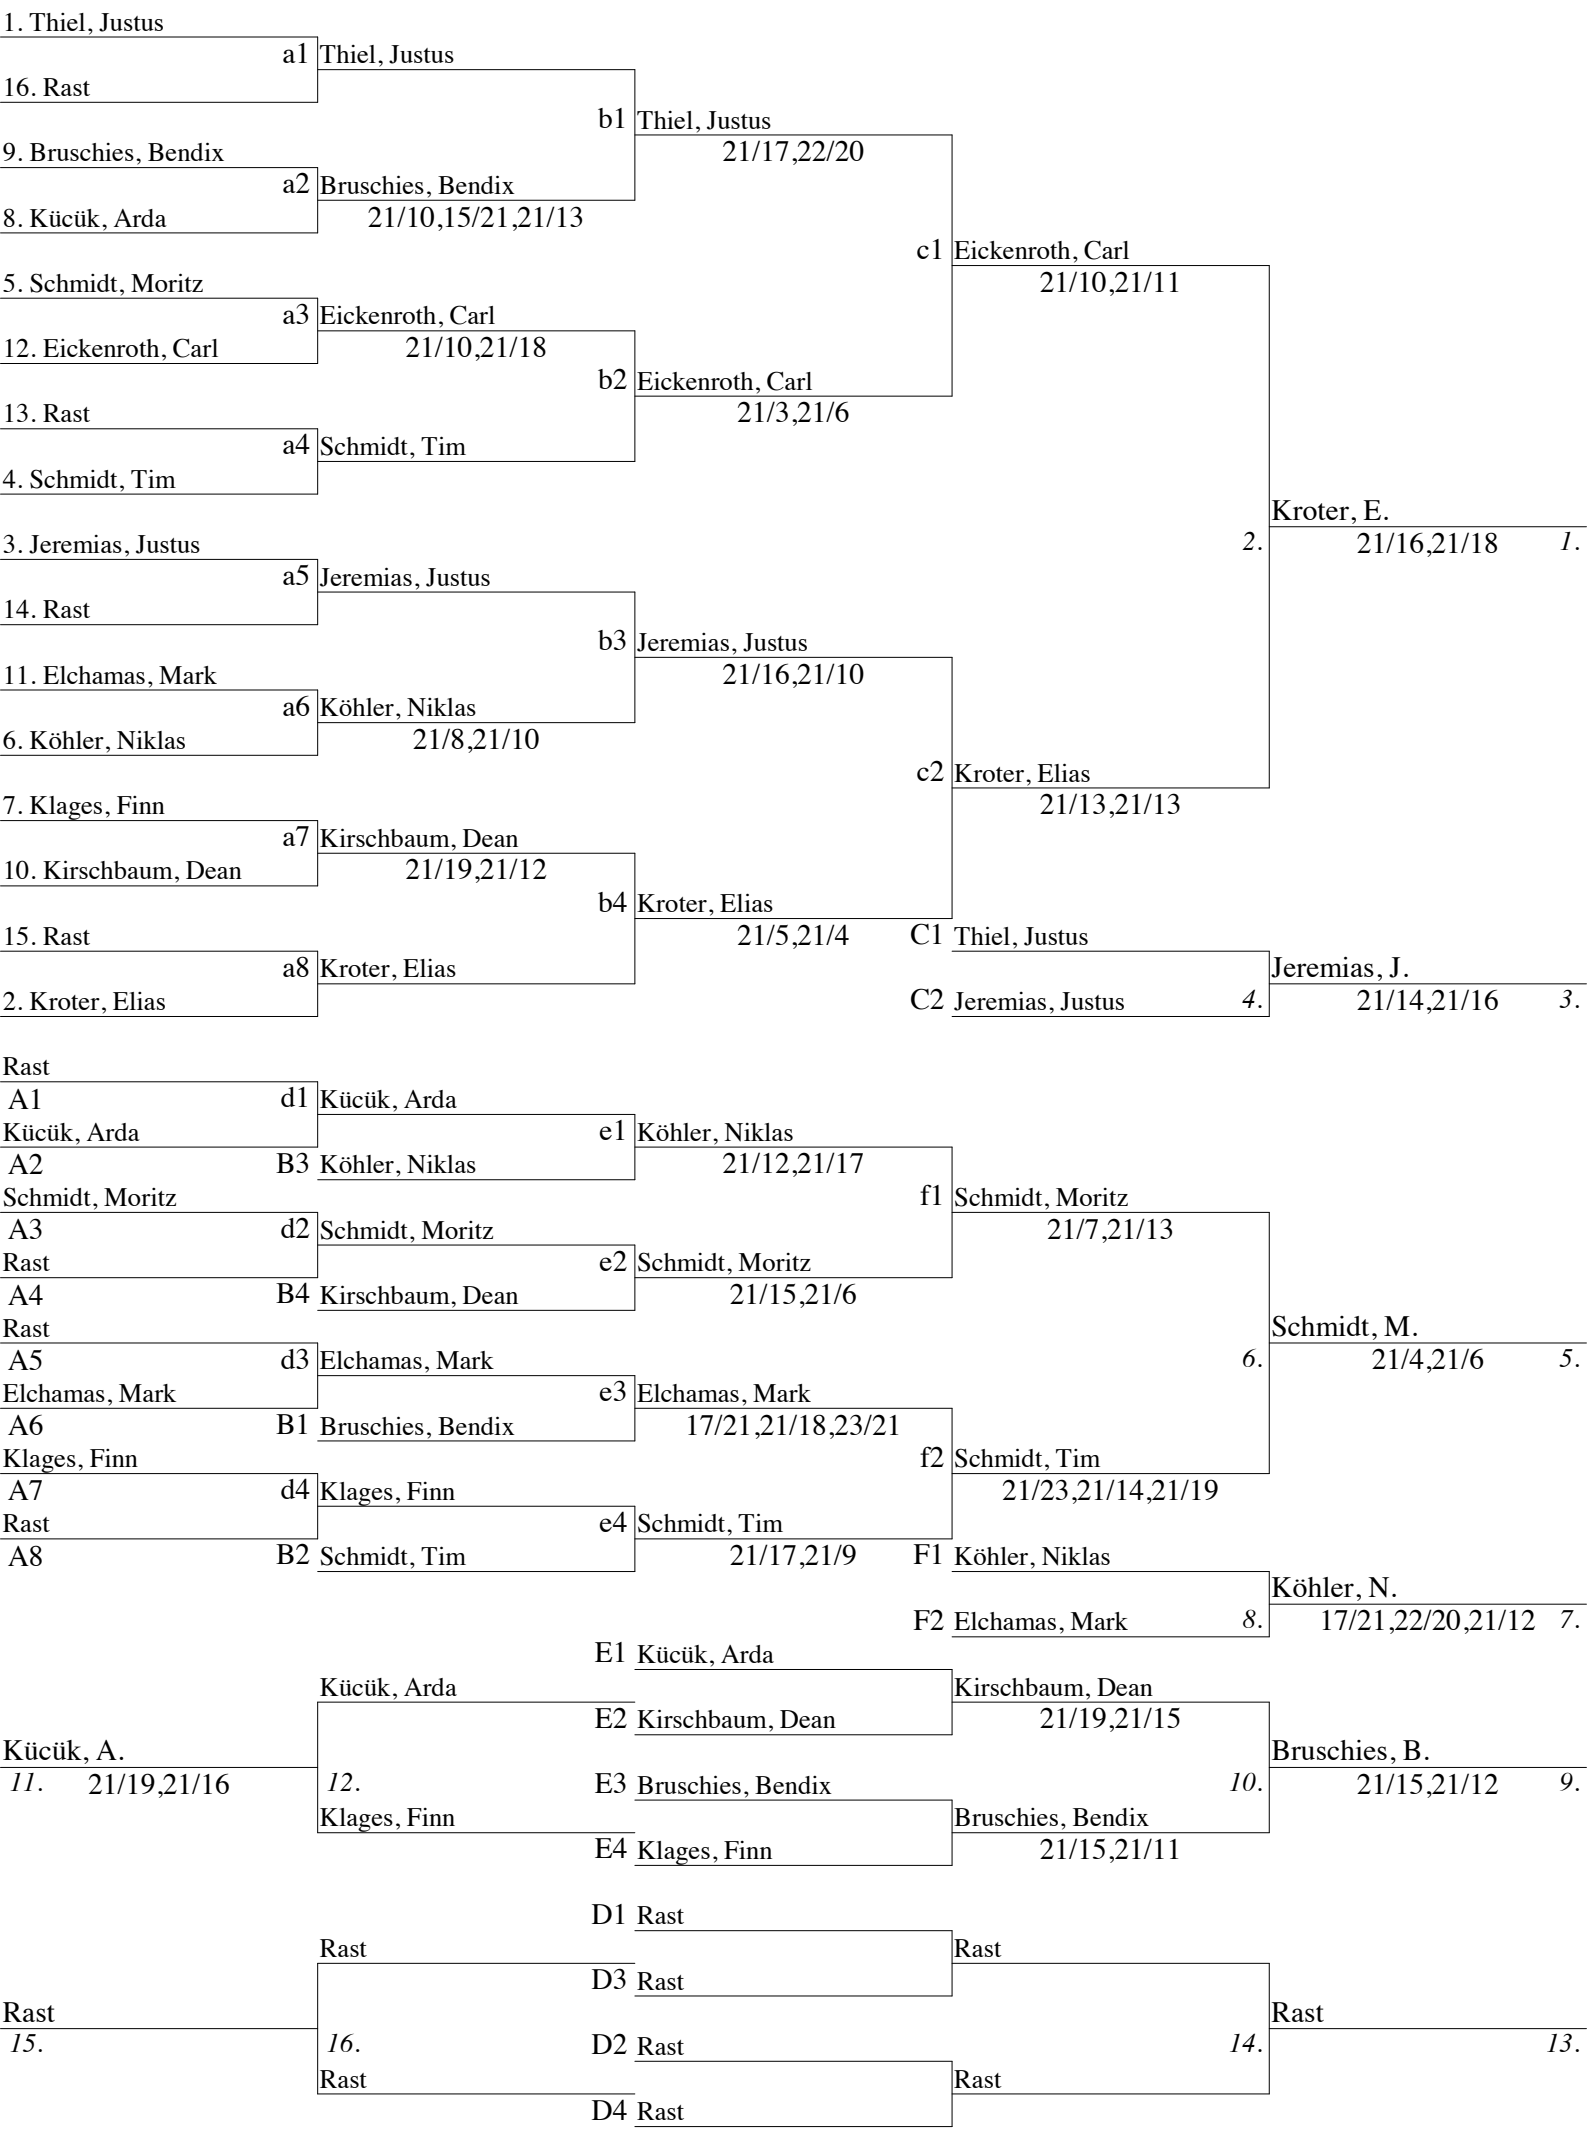 1. Thiel, Justus
a1 Thiel, Justus
16. Rast
b1 Thiel, Justus
9. Bruschies, Bendix
21/17,22/20
a2 Bruschies, Bendix
8. Kücük, Arda
21/10,15/21,21/13
c1 Eickenroth, Carl
5. Schmidt, Moritz
21/10,21/11
a3 Eickenroth, Carl
12. Eickenroth, Carl
21/10,21/18
b2 Eickenroth, Carl
13. Rast
21/3,21/6
a4 Schmidt, Tim
4. Schmidt, Tim
Kroter, E.
3. Jeremias, Justus
2.
21/16,21/18
1.
a5 Jeremias, Justus
14. Rast
b3 Jeremias, Justus
11. Elchamas, Mark
21/16,21/10
a6 Köhler, Niklas
6. Köhler, Niklas
21/8,21/10
c2 Kroter, Elias
7. Klages, Finn
21/13,21/13
a7 Kirschbaum, Dean
10. Kirschbaum, Dean
21/19,21/12
b4 Kroter, Elias
15. Rast
21/5,21/4
C1 Thiel, Justus
a8 Kroter, Elias
Jeremias, J.
2. Kroter, Elias
C2 Jeremias, Justus
4.
21/14,21/16
3.
Rast
A1
d1 Kücük, Arda
Kücük, Arda
e1 Köhler, Niklas
A2
B3 Köhler, Niklas
21/12,21/17
Schmidt, Moritz
f1 Schmidt, Moritz
A3
d2 Schmidt, Moritz
21/7,21/13
Rast
e2 Schmidt, Moritz
A4
B4 Kirschbaum, Dean
21/15,21/6
Rast
Schmidt, M.
A5
d3 Elchamas, Mark
6.
21/4,21/6
5.
Elchamas, Mark
e3 Elchamas, Mark
A6
B1 Bruschies, Bendix
17/21,21/18,23/21
Klages, Finn
f2 Schmidt, Tim
A7
d4 Klages, Finn
21/23,21/14,21/19
Rast
e4 Schmidt, Tim
A8
B2 Schmidt, Tim
21/17,21/9
F1 Köhler, Niklas
Köhler, N.
F2 Elchamas, Mark
8.
17/21,22/20,21/12
7.
E1 Kücük, Arda
Kücük, Arda
Kirschbaum, Dean
E2 Kirschbaum, Dean
21/19,21/15
Kücük, A.
Bruschies, B.
11.
21/19,21/16
12.
E3 Bruschies, Bendix
10.
21/15,21/12
9.
Klages, Finn
Bruschies, Bendix
E4 Klages, Finn
21/15,21/11
D1 Rast
Rast
Rast
D3 Rast
Rast
Rast
15.
16.
D2 Rast
14.
13.
Rast
Rast
D4 Rast